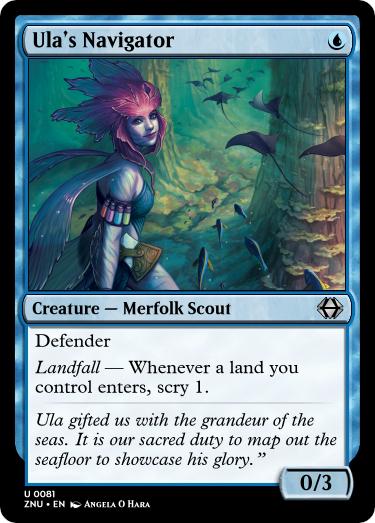 Ula's Navigator
Creature — Merfolk Scout
Defender
Landfall — Whenever a land you
control enters, scry 1.
Ula gifted us with the grandeur of the
seas. It is our sacred duty to map out the
seafloor to showcase his glory.”
0/3
U 0081
ZNU • EN Angela O Hara